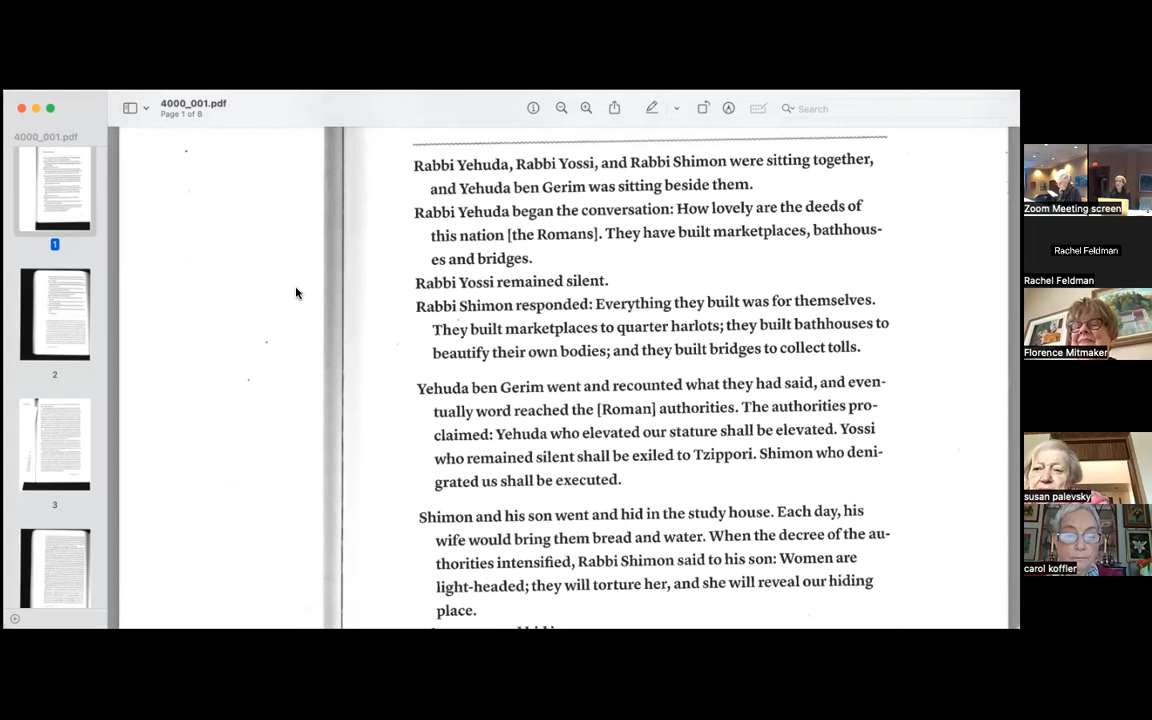 4000_001.pdf
Page 1 of 8
Search
4000_001.pdf
1
2
3
Rabbi Yehuda, Rabbi Yossi, and Rabbi Shimon were sitting together,
and Yehuda ben Gerim was sitting beside them.
Rabbi Yehuda began the conversation: How lovely are the deeds of
this nation [the Romans]. They have built marketplaces, bathhous-
es and bridges.
Rabbi Yossi remained silent.
Rabbi Shimon responded: Everything they built was for themselves.
They built marketplaces to quarter harlots; they built bathhouses to
beautify their own bodies; and they built bridges to collect tolls.
Yehuda ben Gerim went and recounted what they had said, and even-
tually word reached the [Roman] authorities. The authorities pro-
claimed: Yehuda who elevated our stature shall be elevated. Yossi
who remained silent shall be exiled to Tzippori. Shimon who deni-
grated us shall be executed.
Shimon and his son went and hid in the study house. Each day, his
wife would bring them bread and water. When the decree of the au-
thorities intensified, Rabbi Shimon said to his son: Women are
light-headed; they will torture her, and she will reveal our hiding
place.
Zoom Meeting screen
Rachel Feldman
Rachel Feldman
Florence Mitmaker
susan palevsky
carol koffler